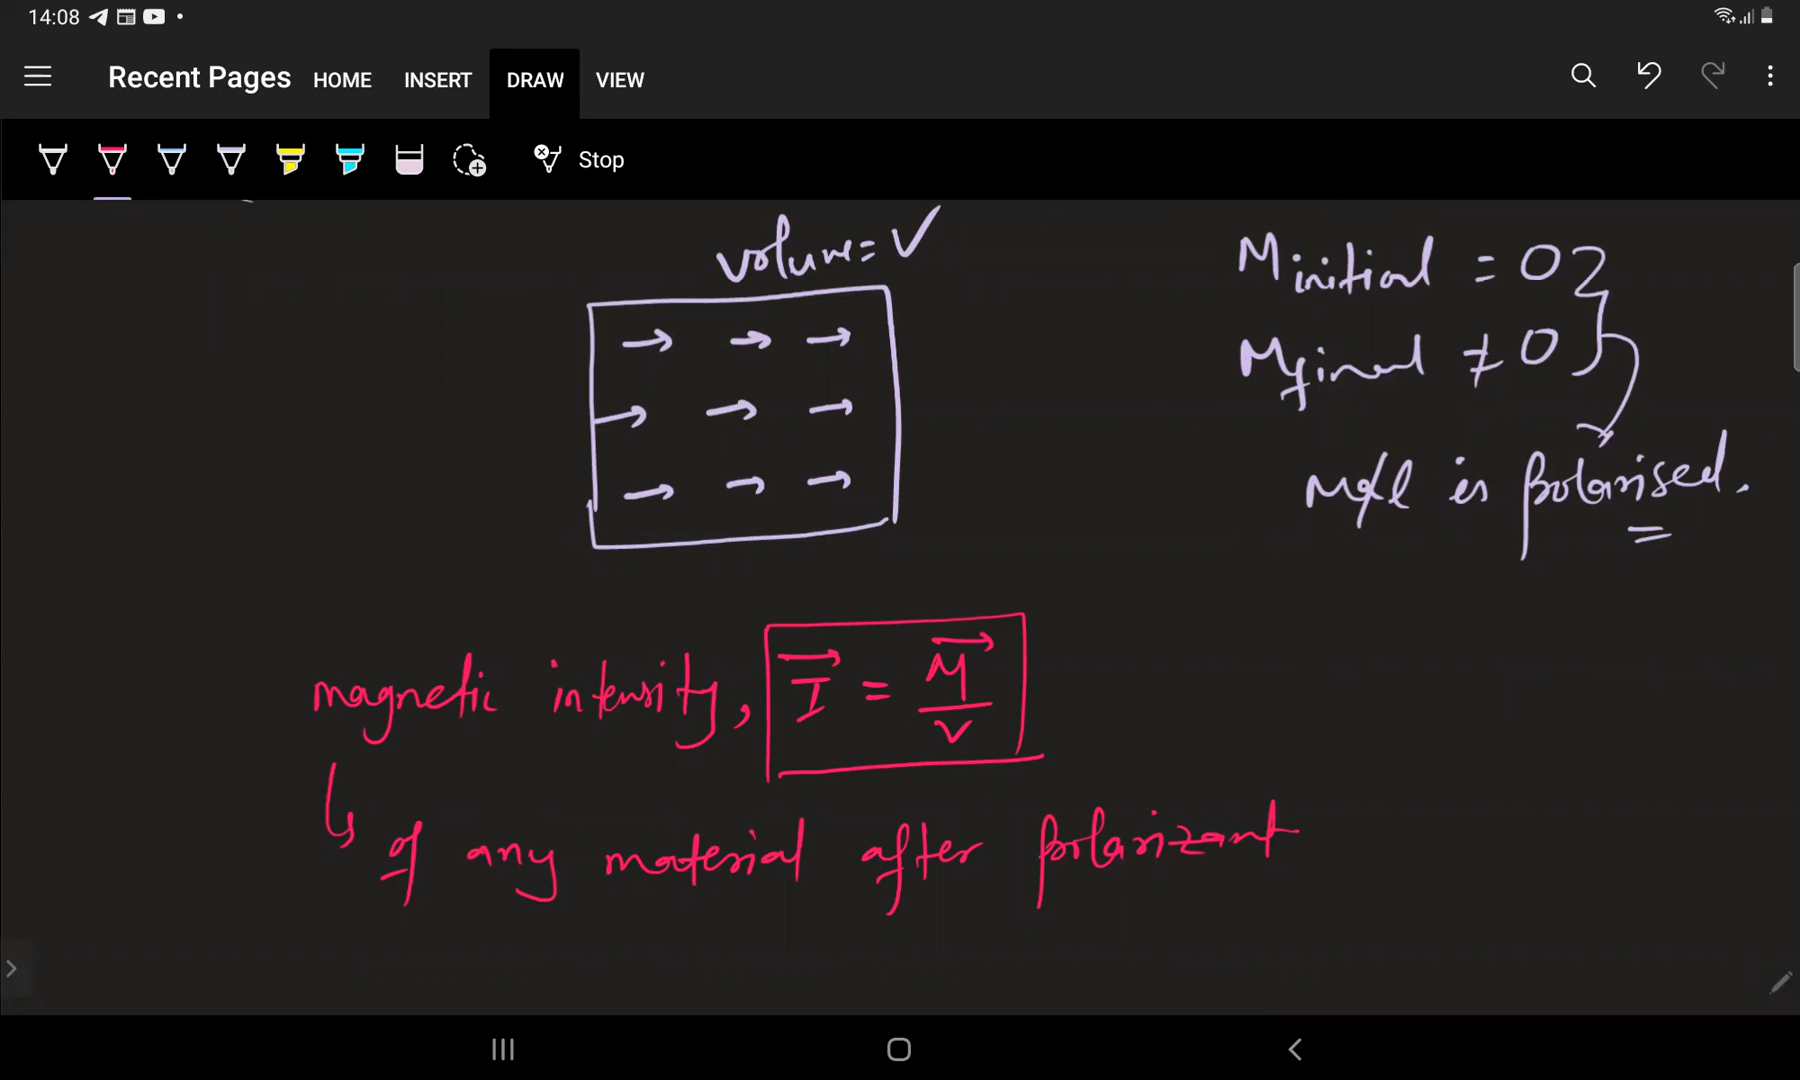 14:08
Recent Pages HOME INSERT DRAW VIEW
Stop
volume = V
M initial = 0
M final ≠ 0
M/l is polarised.
magnetic intensity, I = M/V
of any material after polarizant